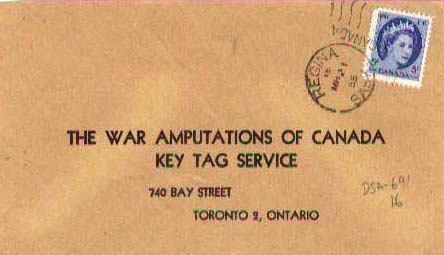 CANADA
REGINA
SASK
CANADA
5
THE WAR AMPUTATIONS OF CANADA
KEY TAG SERVICE
740 BAY STREET
TORONTO 2, ONTARIO
DSA-691
16